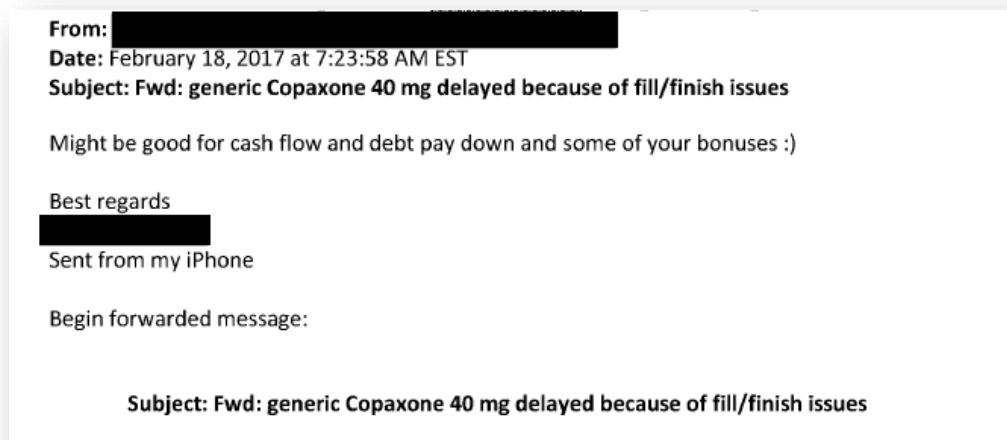 From:
Date: February 18, 2017 at 7:23:58 AM EST
Subject: Fwd: generic Copaxone 40 mg delayed because of fill/finish issues
Might be good for cash flow and debt pay down and some of your bonuses :)
Best regards
Sent from my iPhone
Begin forwarded message:
Subject: Fwd: generic Copaxone 40 mg delayed because of fill/finish issues